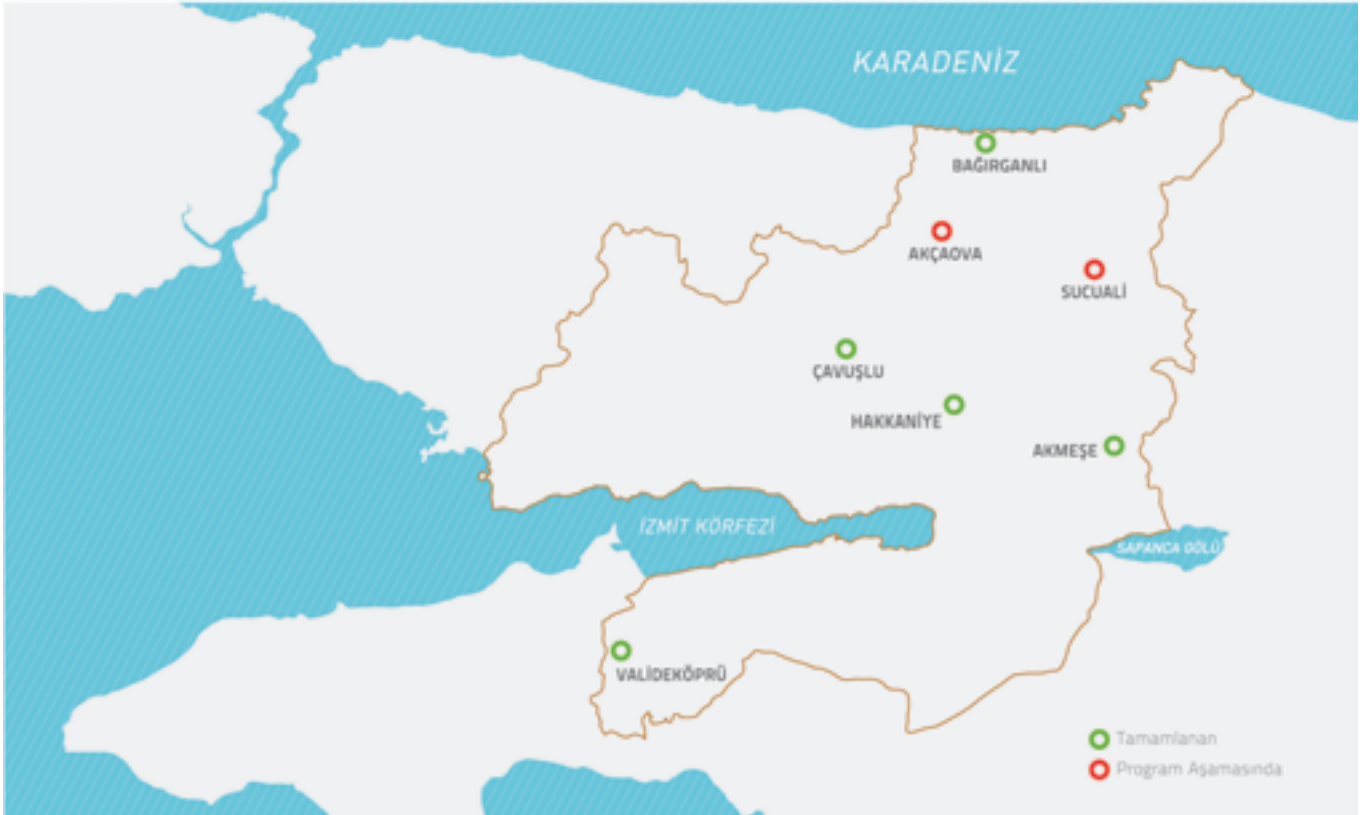 KARADENİZ
BAĞIRGANLI
AKÇAOVA
SUCUALİ
ÇAVUŞLU
HAKKANİYE
AKMEŞE
İZMİT KÖRFEZİ
SAPANCA GÖLÜ
VALİDEKÖPRÜ
Tamamlanan
Program Aşamasında